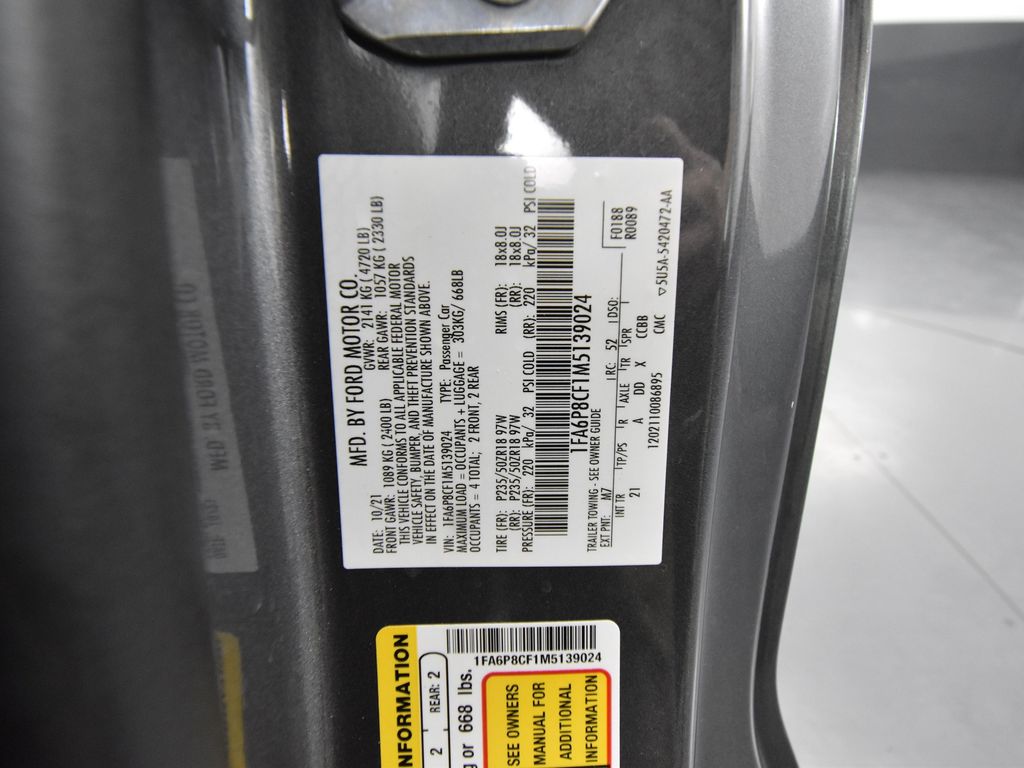 MFD. BY FORD MOTOR CO.
DATE: 10/21 GVWR: 2141 KG ( 4720 LB)
FRONT GAWR: 1089 KG ( 2400 LB) REAR GAWR: 1057 KG ( 2330 LB)
THIS VEHICLE CONFORMS TO ALL APPLICABLE FEDERAL MOTOR
VEHICLE SAFETY, BUMPER, AND THEFT PREVENTION STANDARDS
IN EFFECT ON THE DATE OF MANUFACTURE SHOWN ABOVE.
VIN: 1FA6P8CF1M5139024 TYPE: Passenger Car
MAXIMUM LOAD = OCCUPANTS + LUGGAGE = 303KG/ 668LB
OCCUPANTS = 4 TOTAL; 2 FRONT; 2 REAR
TIRE (FR): P235/50ZR18 97W RIMS (FR): 18x8.0J
(RR): P235/50ZR18 97W (RR): 18x8.0J
PRESSURE (FR): 220 kPa/ 32 PSI COLD (RR): 220 kPa/ 32 PSI COLD
1FA6P8CF1M5139024
TRAILER TOWING - SEE OWNER GUIDE
EXT PNT: M7 RC: 52 DSO: F0188
R0089
INT TR TP/PS R AXLE TR SPR
21 A DD X CCBB
1202110086895 CMC ▽5U5A-5420472-AA
NFORMATION
2 REAR: 2
g or 668 lbs.
1FA6P8CF1M5139024
SEE OWNERS
MANUAL FOR
ADDITIONAL
INFORMATION